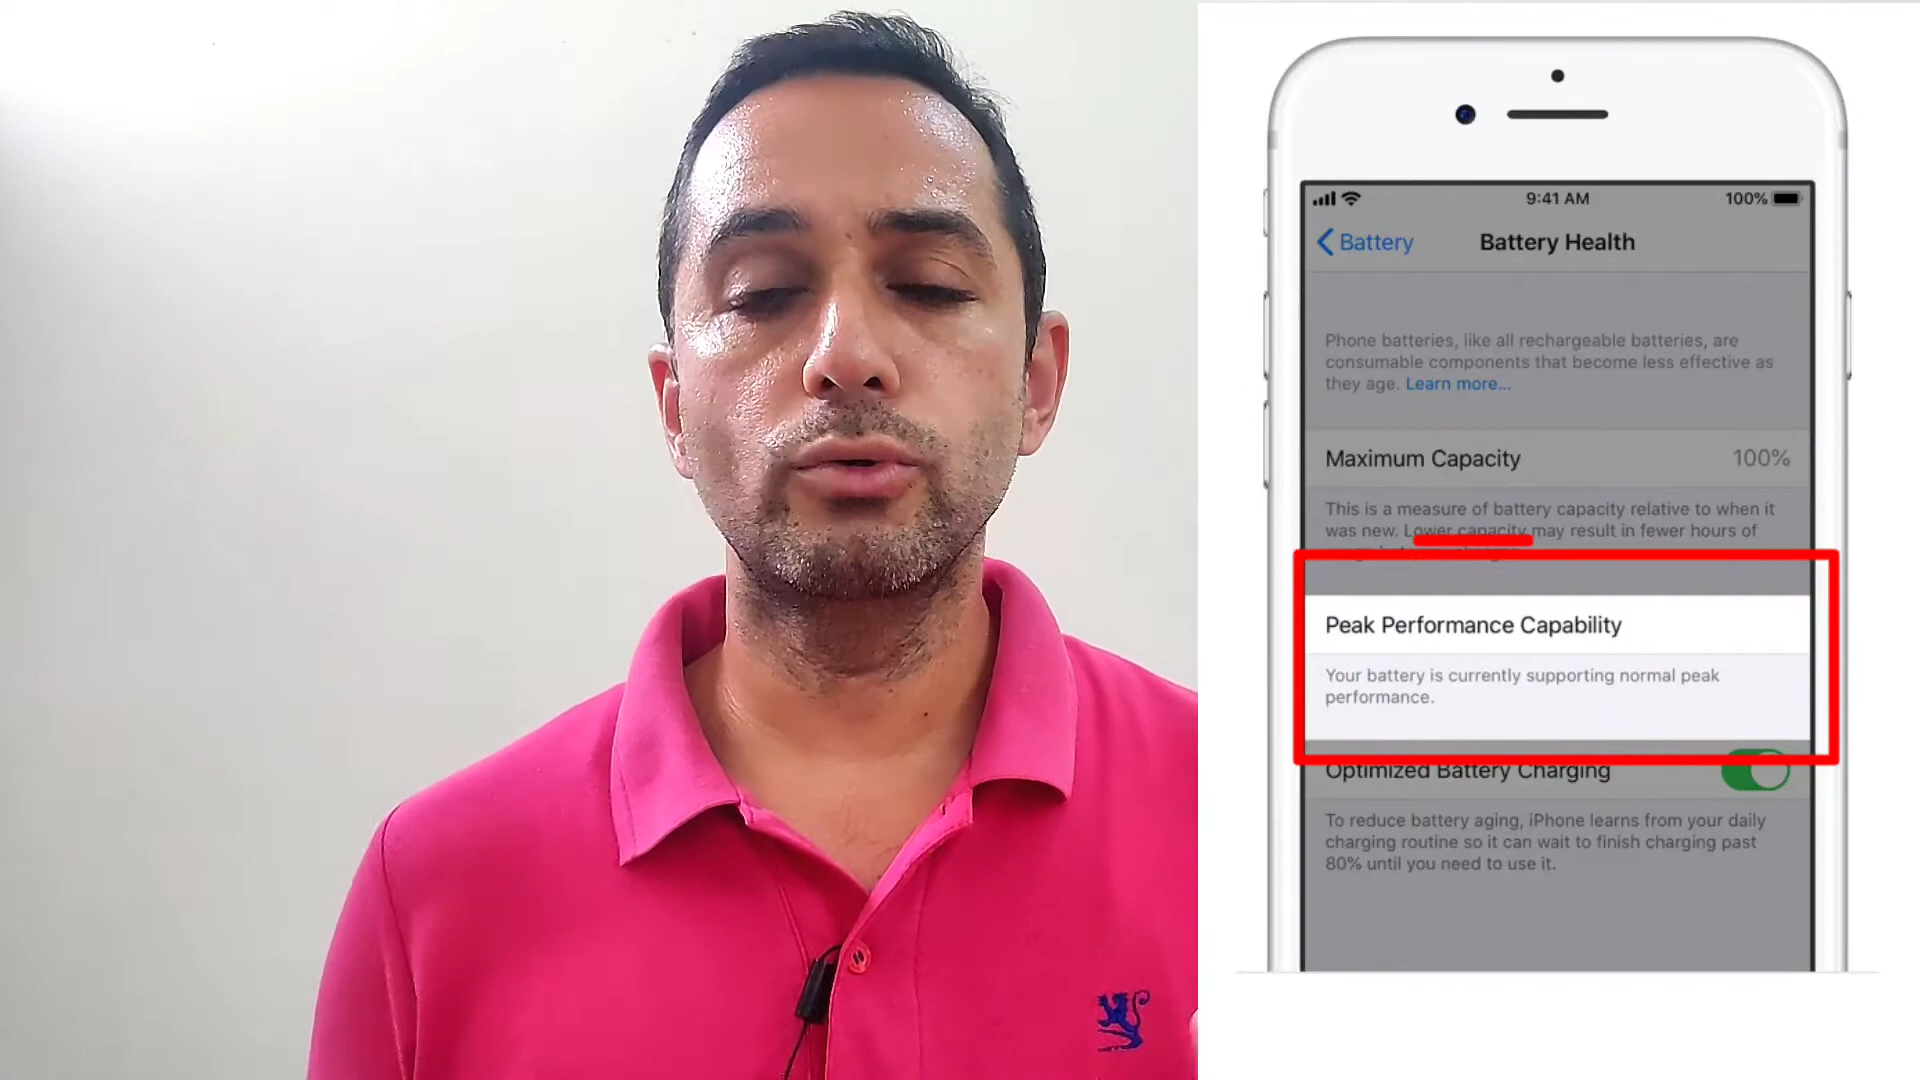 9:41 AM
100%
Battery
Battery Health
Phone batteries, like all rechargeable batteries, are
consumable components that become less effective as
they age. Learn more...
Maximum Capacity 100%
This is a measure of battery capacity relative to when it
was new. Lower capacity may result in fewer hours of
Peak Performance Capability
Your battery is currently supporting normal peak
performance.
Optimized Battery Charging
To reduce battery aging, iPhone learns from your daily
charging routine so it can wait to finish charging past
80% until you need to use it.